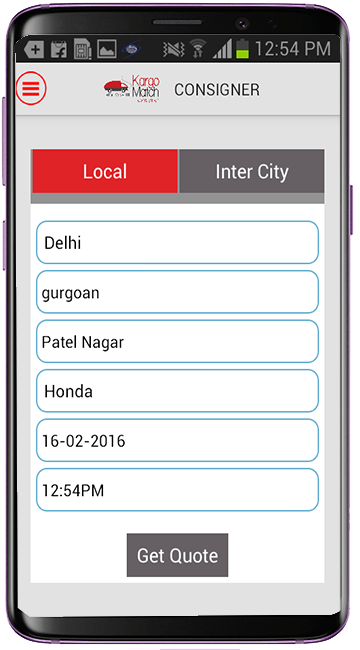 12:54 PM
Kargo
Match
CONSIGNER
Local Inter City
Delhi
gurgoan
Patel Nagar
Honda
16-02-2016
12:54PM
Get Quote